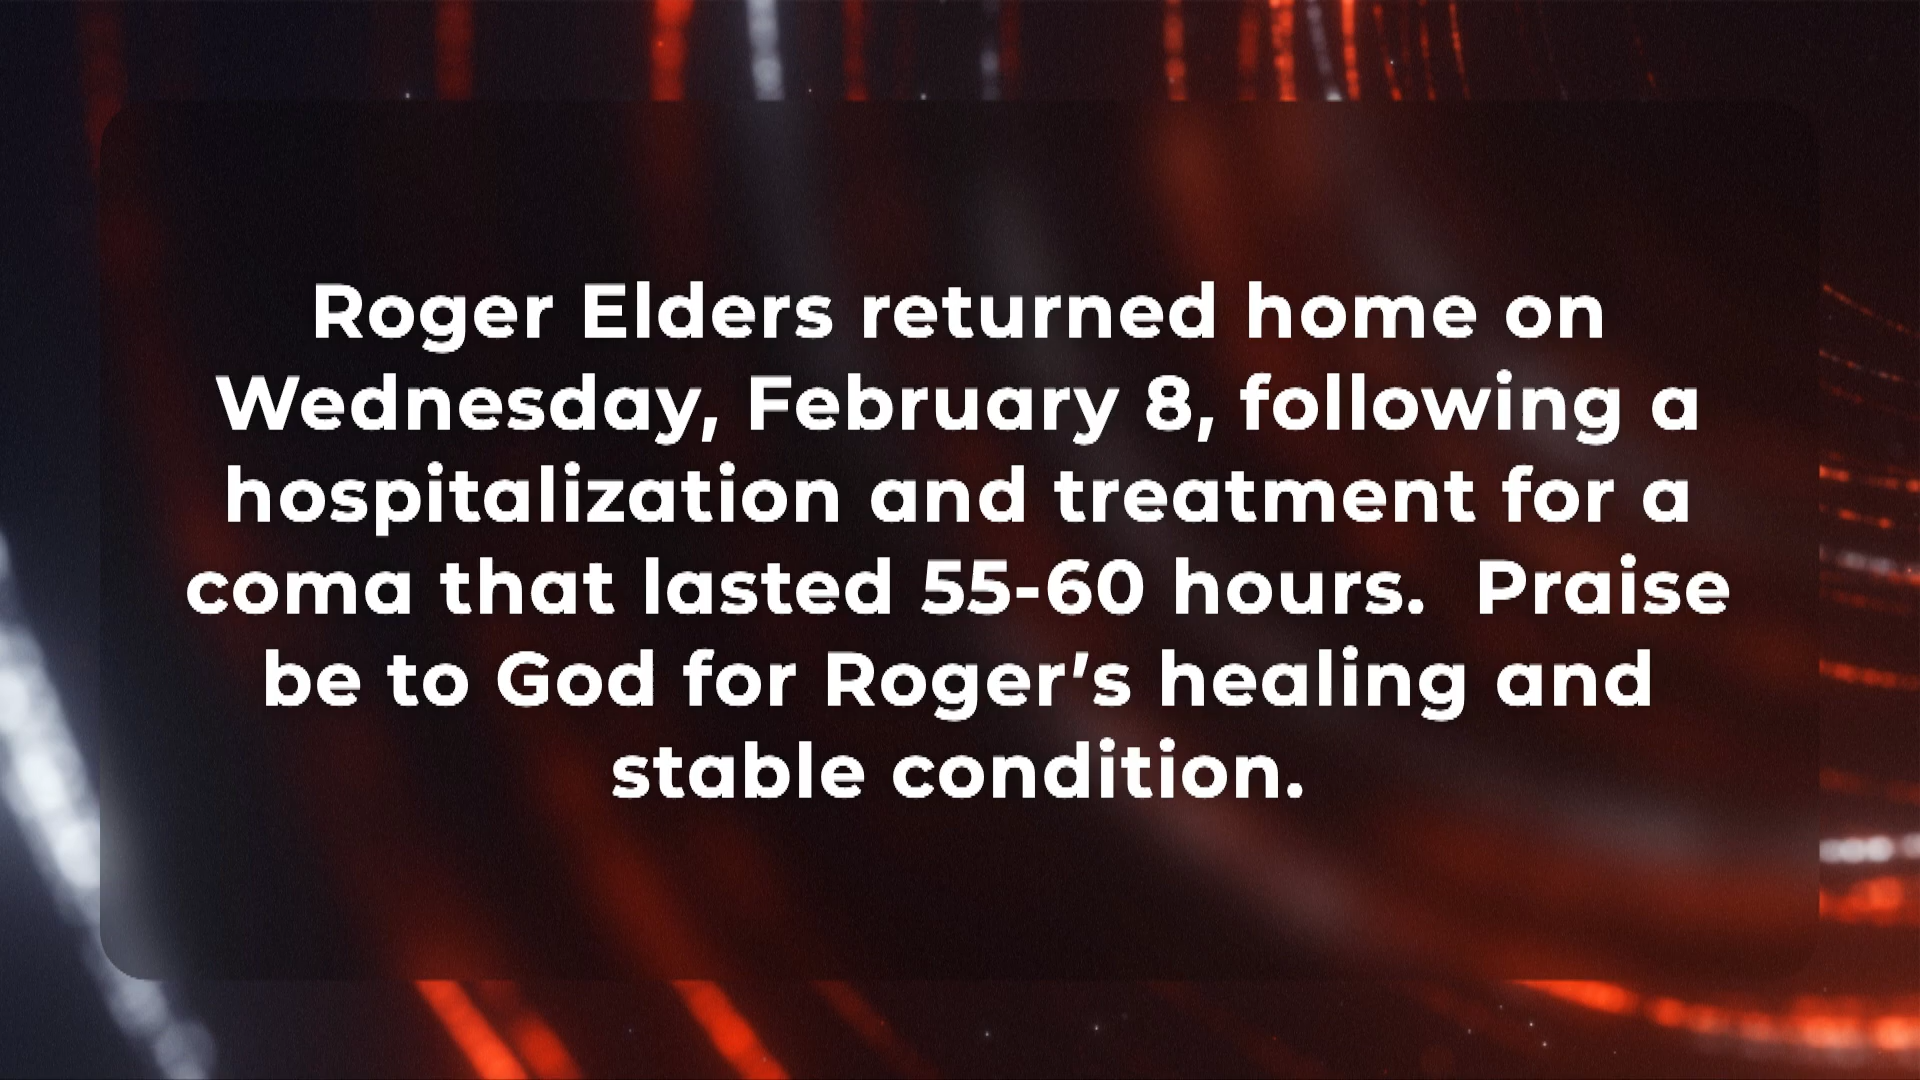 Roger Elders returned home on
Wednesday, February 8, following a
hospitalization and treatment for a
coma that lasted 55-60 hours.  Praise
be to God for Roger’s healing and
stable condition.